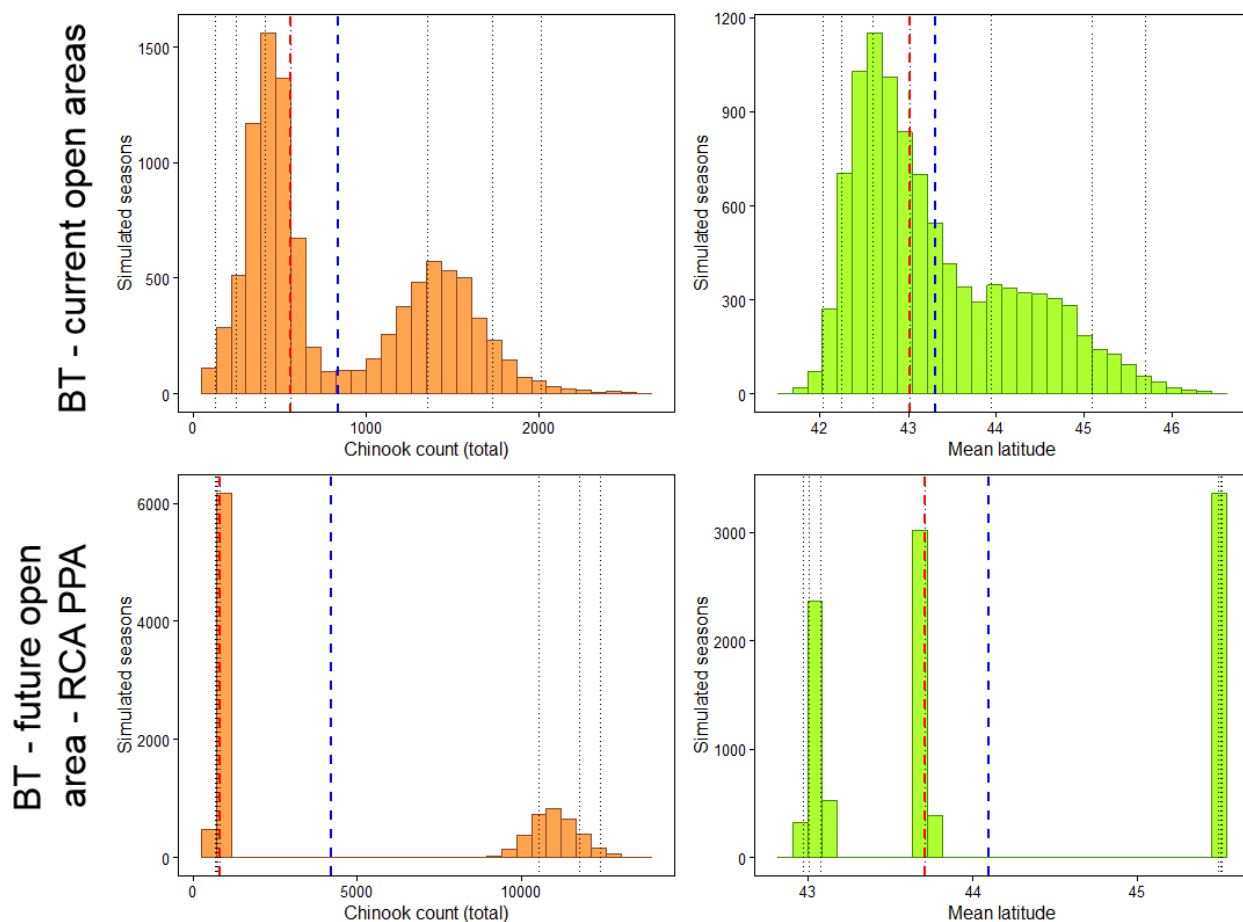 BT - current open areas
Simulated seasons
1500
1000
500
0
0 1000 2000
Chinook count (total)
Simulated seasons
1200
900
600
300
0
42 43 44 45 46
Mean latitude
BT - future open
area - RCA PPA
Simulated seasons
6000
4000
2000
0
0 5000 10000
Chinook count (total)
Simulated seasons
3000
2000
1000
0
43 44 45
Mean latitude